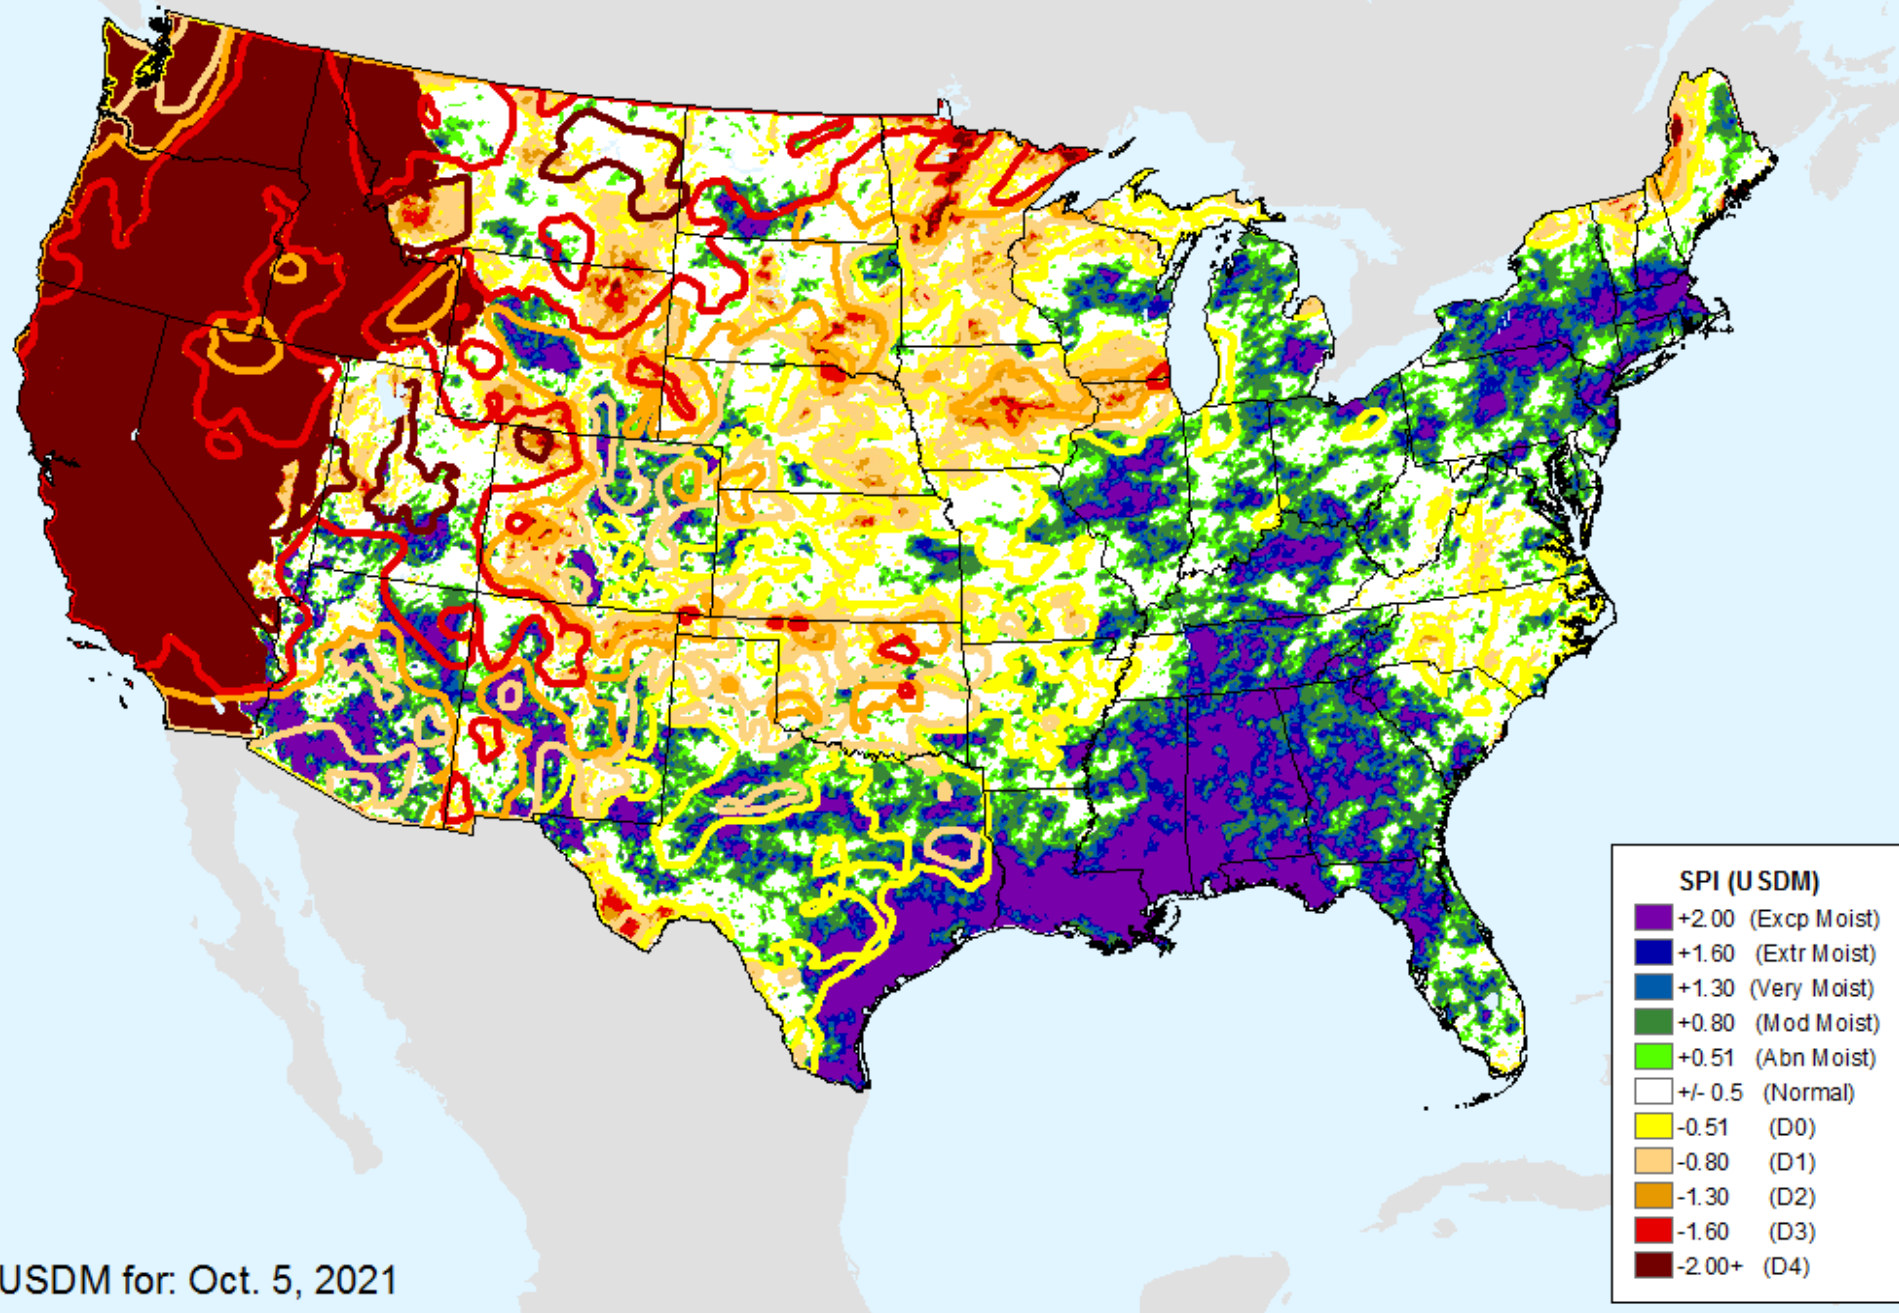 SPI (USDM)
+2.00 (Excp Moist)
+1.60 (Extr Moist)
+1.30 (Very Moist)
+0.80 (Mod Moist)
+0.51 (Abn Moist)
+/- 0.5 (Normal)
-0.51 (D0)
-0.80 (D1)
-1.30 (D2)
-1.60 (D3)
-2.00+ (D4)
USDM for: Oct. 5, 2021